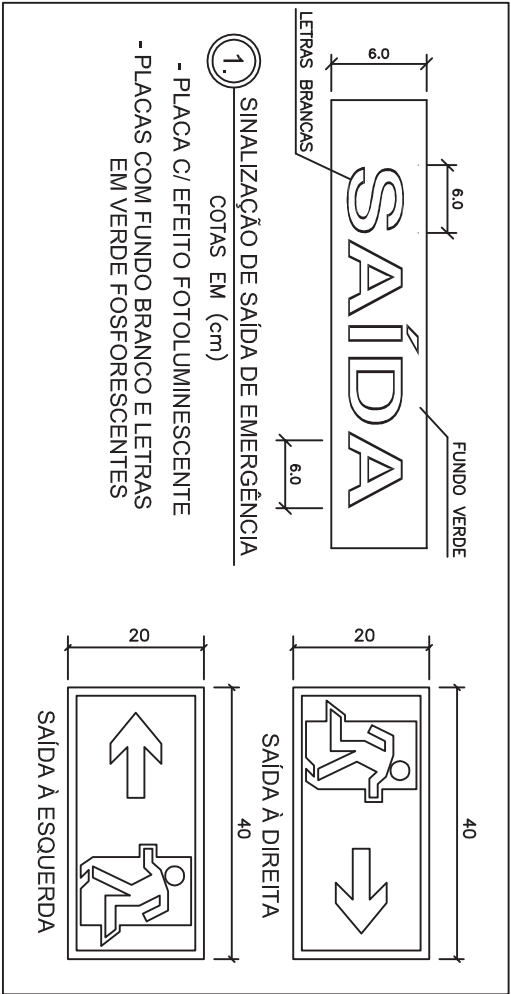 LETRAS BRANCAS
6.0
6.0
SAÍDA
6.0
FUNDO VERDE
1. SINALIZAÇÃO DE SAÍDA DE EMERGÊNCIA
COTAS EM (cm)
- PLACA C/ EFEITO FOTOLUMINESCENTE
- PLACAS COM FUNDO BRANCO E LETRAS
EM VERDE FOSFORESCENTES
40
20
SAÍDA À DIREITA
40
20
SAÍDA À ESQUERDA